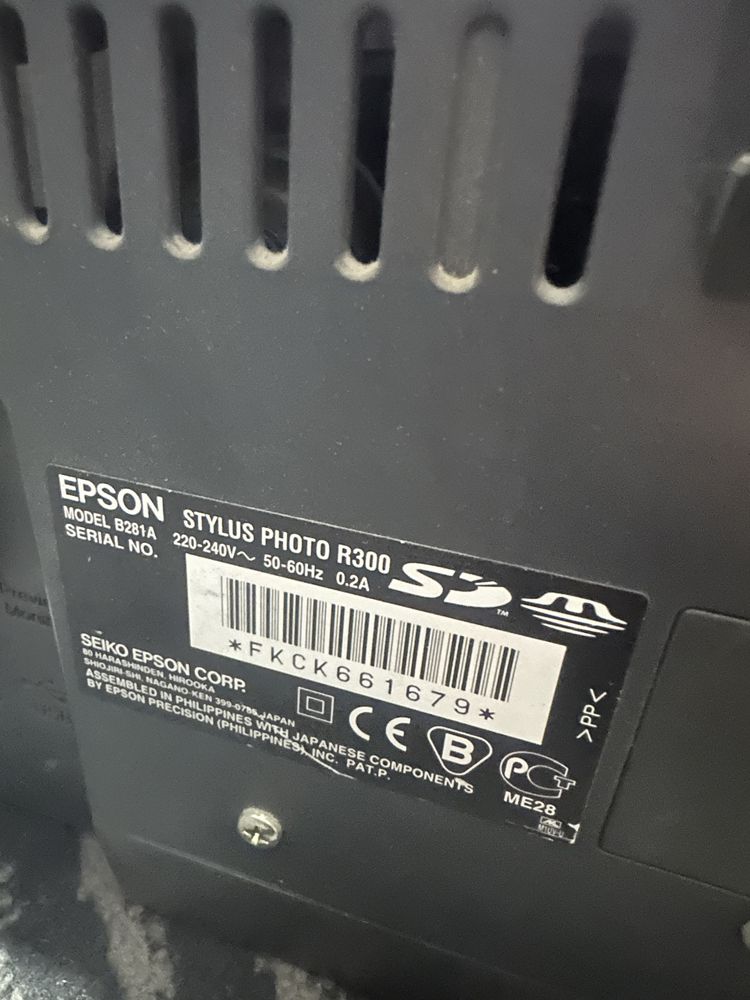 EPSON STYLUS PHOTO R300
MODEL B281A 220-240V~ 50-60Hz 0.2A
SERIAL NO.
SD™
*FKCK661679*
SEIKO EPSON CORP.
80 HARASHINDEN, HIROOKA
SHIOJIRI-SHI, NAGANO-KEN 399-0785 JAPAN
ASSEMBLED IN PHILIPPINES WITH JAPANESE COMPONENTS
BY EPSON PRECISION (PHILIPPINES), INC. PAT.P.
CE
B
PCT
ME28
>PP<